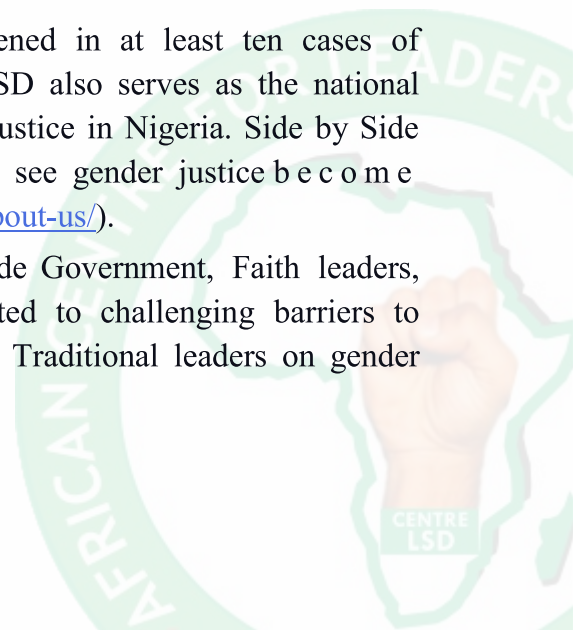 ened in at least ten cases of
SD also serves as the national
ustice in Nigeria. Side by Side
see gender justice b e c o m e
bout-us/).
de Government, Faith leaders,
ted to challenging barriers to
Traditional leaders on gender
AFRICAN CENTRE FOR LEADERS
CENTRE
LSD